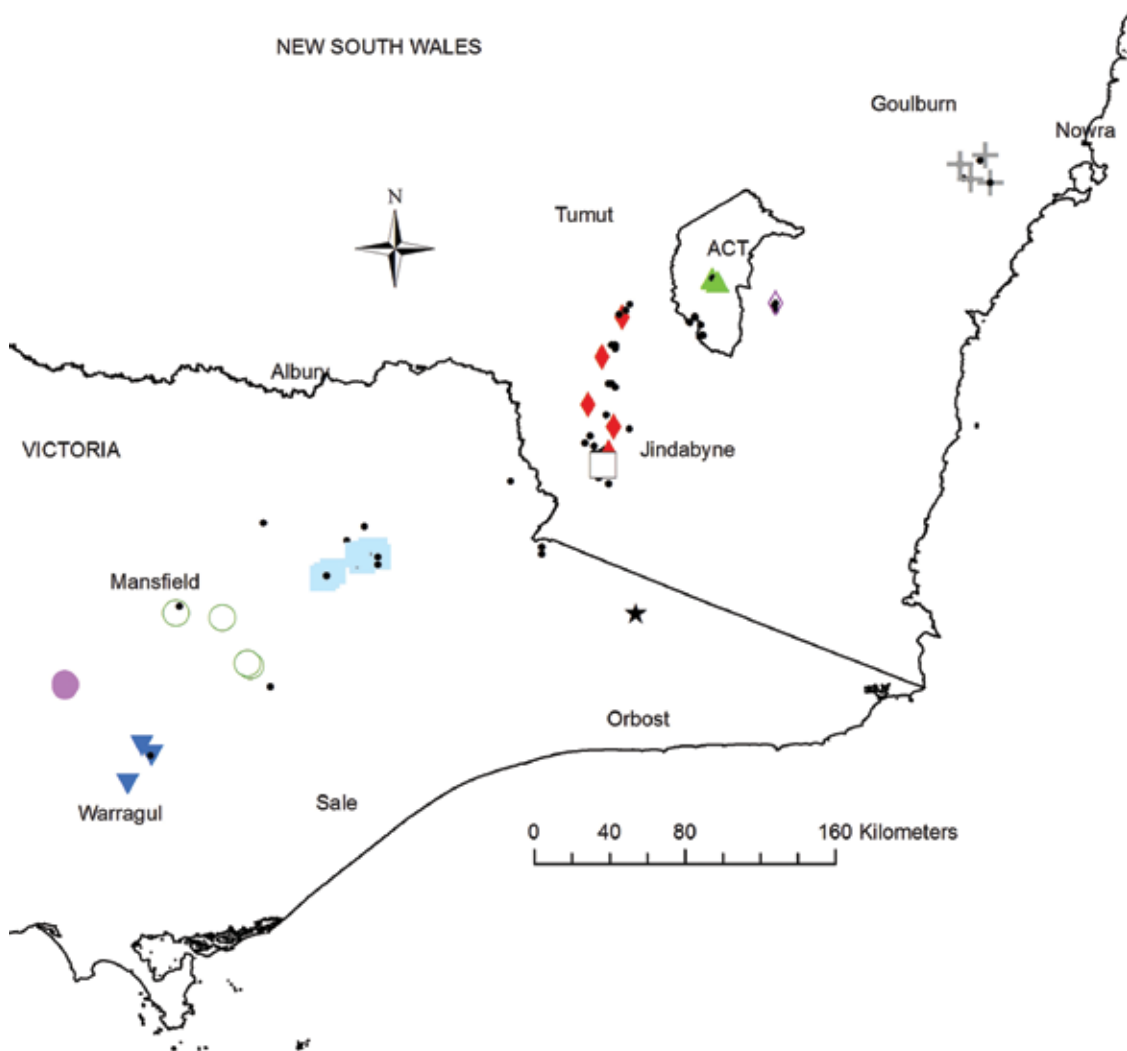 NEW SOUTH WALES
Goulburn
Nowra
N
Tumut
ACT
Albury
VICTORIA
Jindabyne
Mansfield
Orbost
Sale
Warragul
0 40 80 160 Kilometers